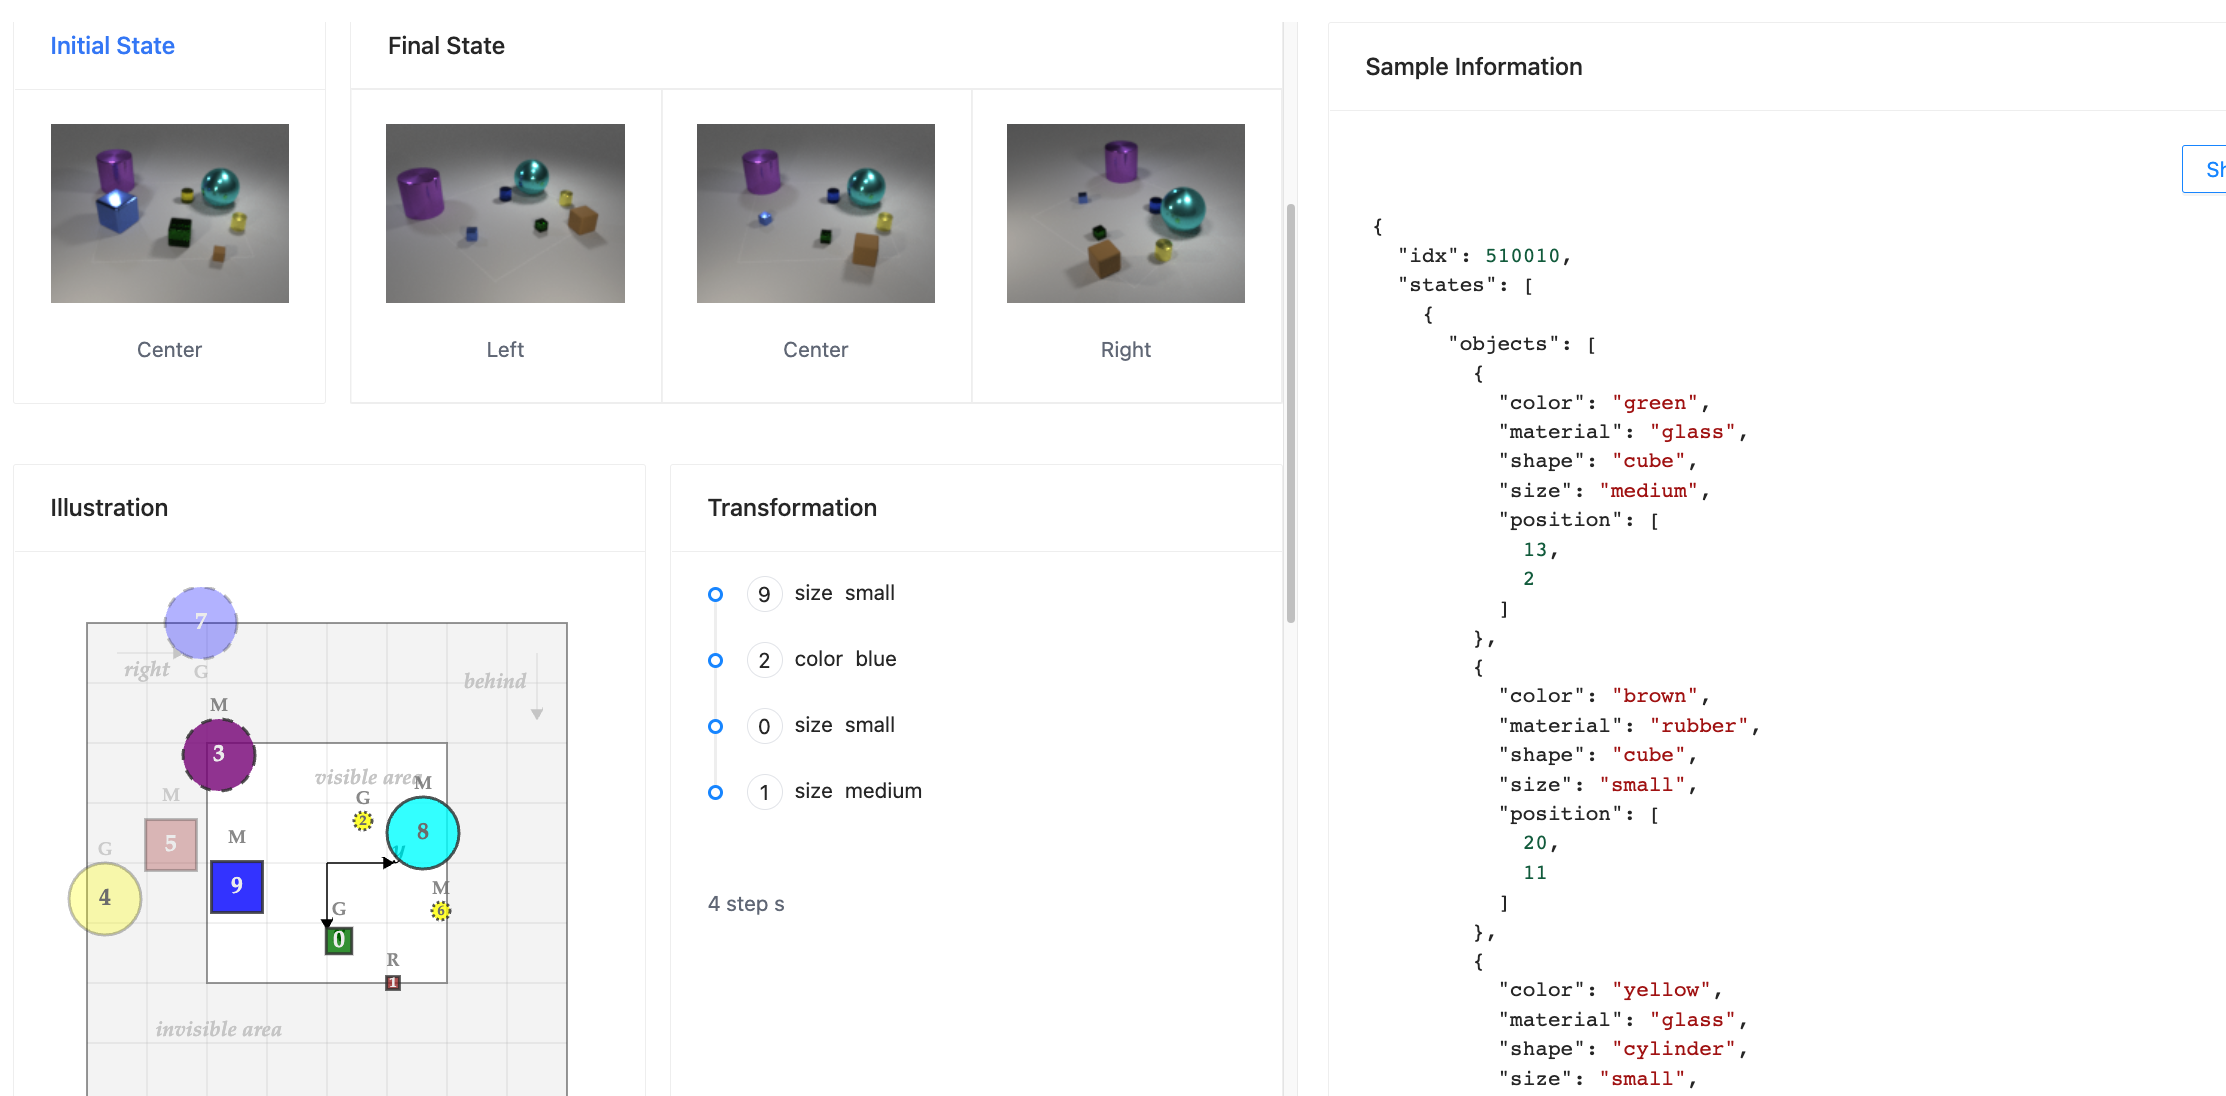 Initial State
Final State
Center
Left
Center
Right
Illustration
7
right
G
behind
M
3
visible area
M
M
G
2
8
y
5
M
G
4
9
M
6
G
0
R
1
invisible area
Transformation
9 size small
2 color blue
0 size small
1 size medium
4 step s
Sample Information
{
"idx": 510010,
"states": [
{
"objects": [
{
"color": "green",
"material": "glass",
"shape": "cube",
"size": "medium",
"position": [
13,
2
]
},
{
"color": "brown",
"material": "rubber",
"shape": "cube",
"size": "small",
"position": [
20,
11
]
},
{
"color": "yellow",
"material": "glass",
"shape": "cylinder",
"size": "small",